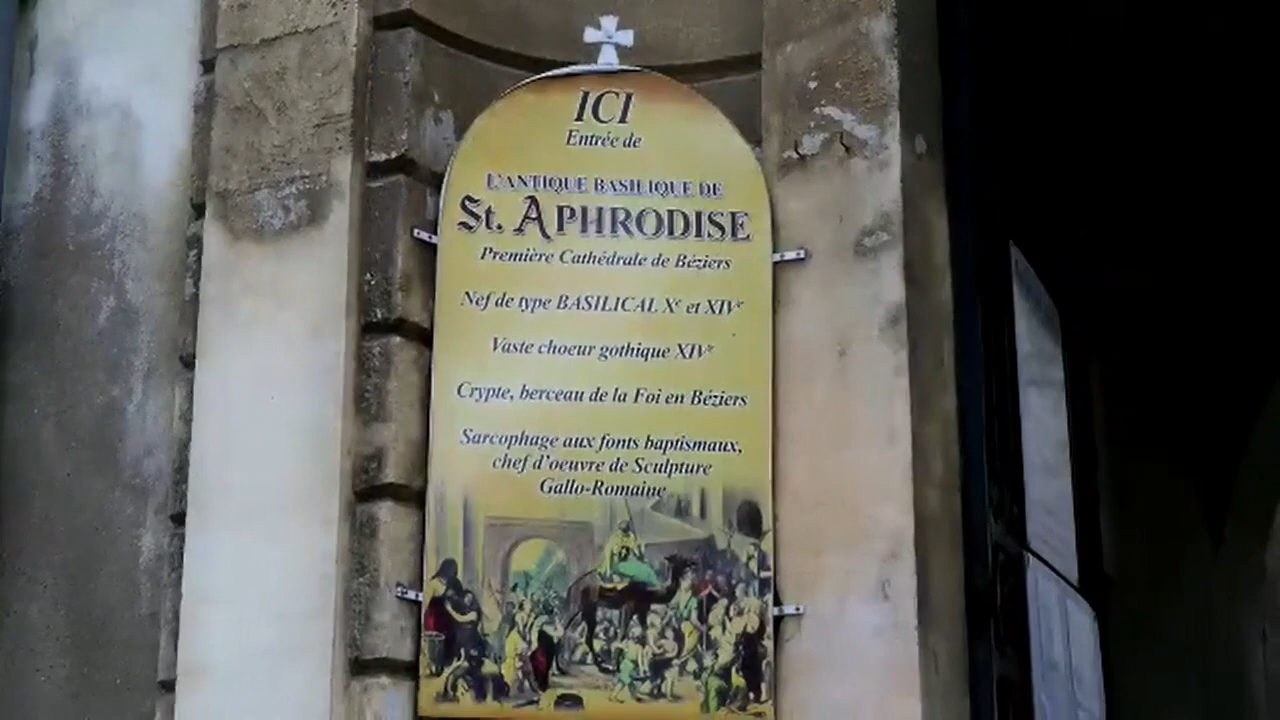 ICI
Entrée de
L'ANTIQUE BASILIQUE DE
St. APHRODISE
Première Cathédrale de Béziers
Nef de type BASILICAL Xe et XIVe
Vaste choeur gothique XIVe
Crypte, berceau de la Foi en Béziers
Sarcophage aux fonts baptismaux,
chef d'oeuvre de Sculpture
Gallo-Romaine